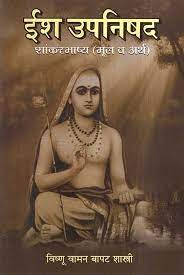 ईश उपनिषद
शांकरभाष्य (मूल व अर्थ)
विष्णू वामन बापट शास्त्री